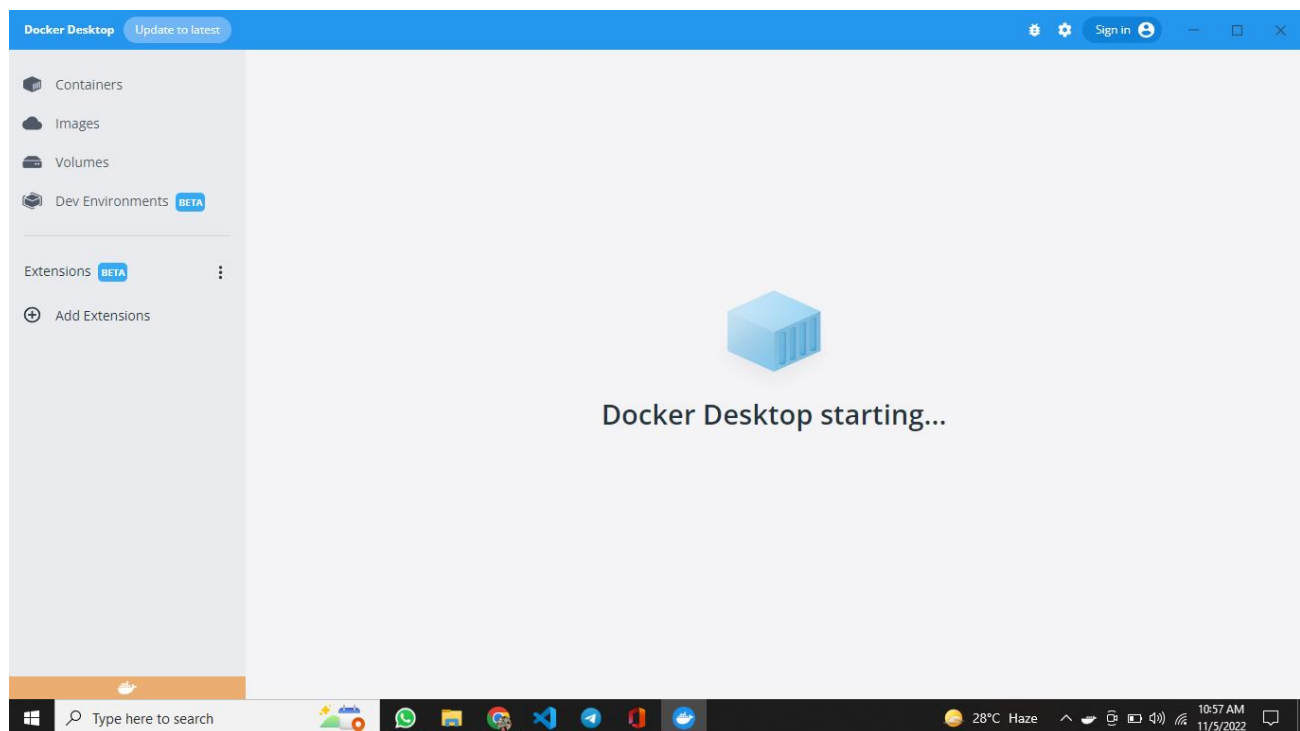 Docker Desktop Update to latest Sign in
Containers
Images
Volumes
Dev Environments BETA
Extensions BETA
Add Extensions
Docker Desktop starting...
Type here to search 28°C Haze 10:57 AM
11/5/2022